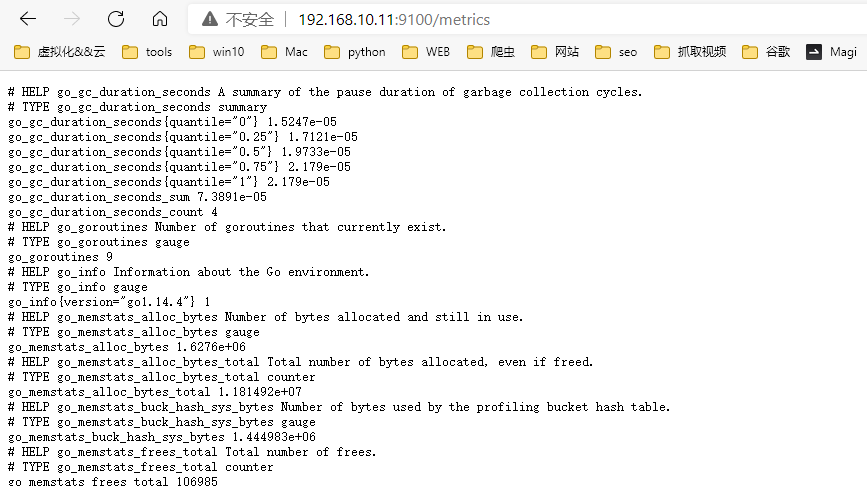 不安全 192.168.10.11:9100/metrics
虚拟化&&云 tools win10 Mac python WEB 爬虫 网站 seo 抓取视频 谷歌 Magi
# HELP go_gc_duration_seconds A summary of the pause duration of garbage collection cycles.
# TYPE go_gc_duration_seconds summary
go_gc_duration_seconds{quantile="0"} 1.5247e-05
go_gc_duration_seconds{quantile="0.25"} 1.7121e-05
go_gc_duration_seconds{quantile="0.5"} 1.9733e-05
go_gc_duration_seconds{quantile="0.75"} 2.179e-05
go_gc_duration_seconds{quantile="1"} 2.179e-05
go_gc_duration_seconds_sum 7.3891e-05
go_gc_duration_seconds_count 4
# HELP go_goroutines Number of goroutines that currently exist.
# TYPE go_goroutines gauge
go_goroutines 9
# HELP go_info Information about the Go environment.
# TYPE go_info gauge
go_info{version="go1.14.4"} 1
# HELP go_memstats_alloc_bytes Number of bytes allocated and still in use.
# TYPE go_memstats_alloc_bytes gauge
go_memstats_alloc_bytes 1.6276e+06
# HELP go_memstats_alloc_bytes_total Total number of bytes allocated, even if freed.
# TYPE go_memstats_alloc_bytes_total counter
go_memstats_alloc_bytes_total 1.181492e+07
# HELP go_memstats_buck_hash_sys_bytes Number of bytes used by the profiling bucket hash table.
# TYPE go_memstats_buck_hash_sys_bytes gauge
go_memstats_buck_hash_sys_bytes 1.444983e+06
# HELP go_memstats_frees_total Total number of frees.
# TYPE go_memstats_frees_total counter
go_memstats_frees_total 106985